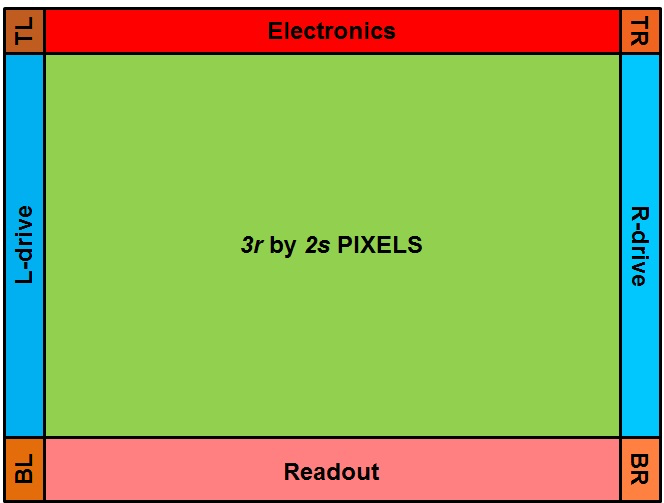 TL
Electronics
TR
L-drive
3r by 2s PIXELS
R-drive
BL
Readout
BR